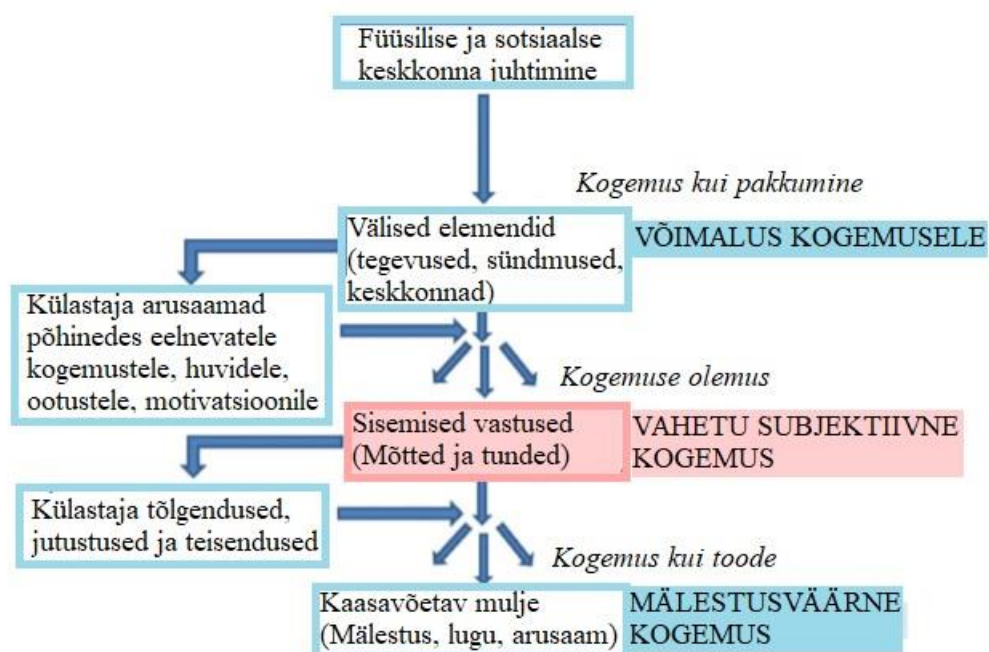 Füüsilise ja sotsiaalse
keskkonna juhtimine
Kogemus kui pakkumine
Välised elemendid
(tegevused, sündmused,
keskkonnad)
VÕIMALUS KOGEMUSELE
Külastaja arusaamad
põhinedes eelnevatele
kogemustele, huvidele,
ootustele, motivatsioonile
Kogemuse olemus
Sisemised vastused
(Mõtted ja tunded)
VAHETU SUBJEKTIIVNE
KOGEMUS
Külastaja tõlgendused,
jutustused ja teisendused
Kogemus kui toode
Kaasavõetav mulje
(Mälestus, lugu, arusaam)
MÄLESTUSVÄÄRNE
KOGEMUS